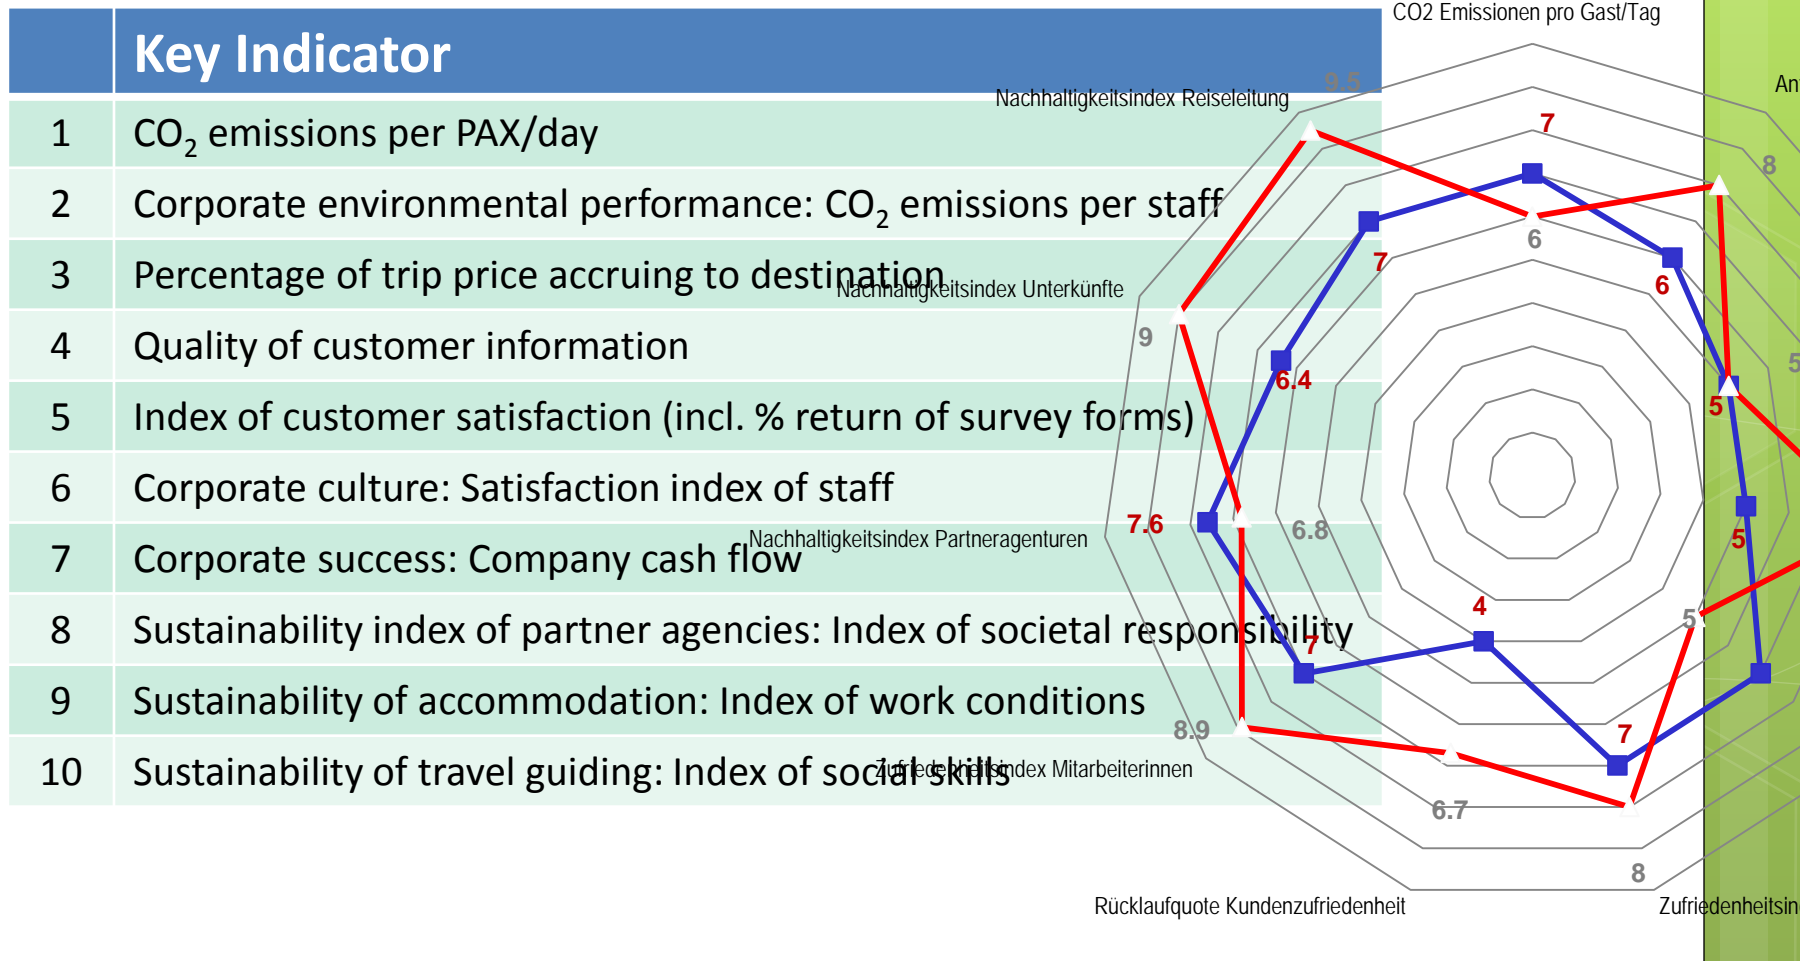 Key Indicator
1 CO₂ emissions per PAX/day
2 Corporate environmental performance: CO₂ emissions per staff
3 Percentage of trip price accruing to destination
4 Quality of customer information
5 Index of customer satisfaction (incl. % return of survey forms)
6 Corporate culture: Satisfaction index of staff
7 Corporate success: Company cash flow
8 Sustainability index of partner agencies: Index of societal responsibility
9 Sustainability of accommodation: Index of work conditions
10 Sustainability of travel guiding: Index of social skills
CO2 Emissionen pro Gast/Tag
9.5
An
Nachhaltigkeitsindex Reiseleitung
7
8
6
7
6
Nachhaltigkeitsindex Unterkünfte
9
5
6.4
5
7.6
6.8
Nachhaltigkeitsindex Partneragenturen
5
4
5
7
8.9
7
Zufriedenheitsindex Mitarbeiterinnen
6.7
8
Rücklaufquote Kundenzufriedenheit
Zufriedenheitsin